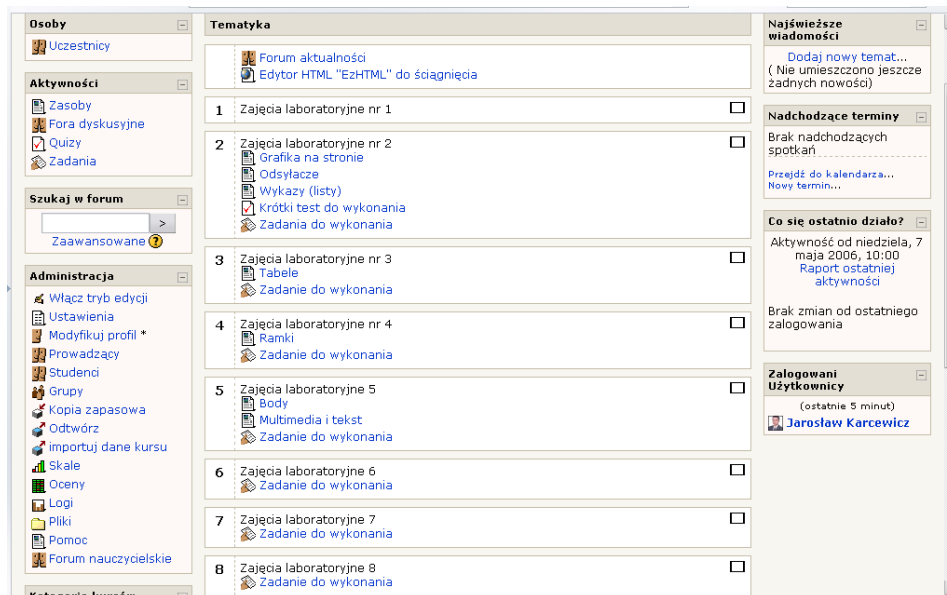 Osoby
Uczestnicy
Aktywności
Zasoby
Fora dyskusyjne
Quizy
Zadania
Szukaj w forum
>
Zaawansowane ?
Administracja
Włącz tryb edycji
Ustawienia
Modyfikuj profil *
Prowadzący
Studenci
Grupy
Kopia zapasowa
Odtwórz
importuj dane kursu
Skale
Oceny
Logi
Pliki
Pomoc
Forum nauczycielskie
Kategorie kursów
Tematyka
Forum aktualności
Edytor HTML "EzHTML" do ściągnięcia
1 Zajęcia laboratoryjne nr 1
2 Zajęcia laboratoryjne nr 2
Grafika na stronie
Odsyłacze
Wykazy (listy)
Krótki test do wykonania
Zadania do wykonania
3 Zajęcia laboratoryjne nr 3
Tabele
Zadanie do wykonania
4 Zajęcia laboratoryjne nr 4
Ramki
Zadanie do wykonania
5 Zajęcia laboratoryjne 5
Body
Multimedia i tekst
Zadanie do wykonania
6 Zajęcia laboratoryjne 6
Zadanie do wykonania
7 Zajęcia laboratoryjne 7
Zadanie do wykonania
8 Zajęcia laboratoryjne 8
Zadanie do wykonania
Najświeższe
wiadomości
Dodaj nowy temat...
( Nie umieszczono jeszcze
żadnych nowości)
Nadchodzące terminy
Brak nadchodzących
spotkań
Przejdź do kalendarza...
Nowy termin...
Co się ostatnio działo?
Aktywność od niedziela, 7
maja 2006, 10:00
Raport ostatniej
aktywności
Brak zmian od ostatniego
zalogowania
Zalogowani
Użytkownicy
(ostatnie 5 minut)
Jarosław Karcewicz